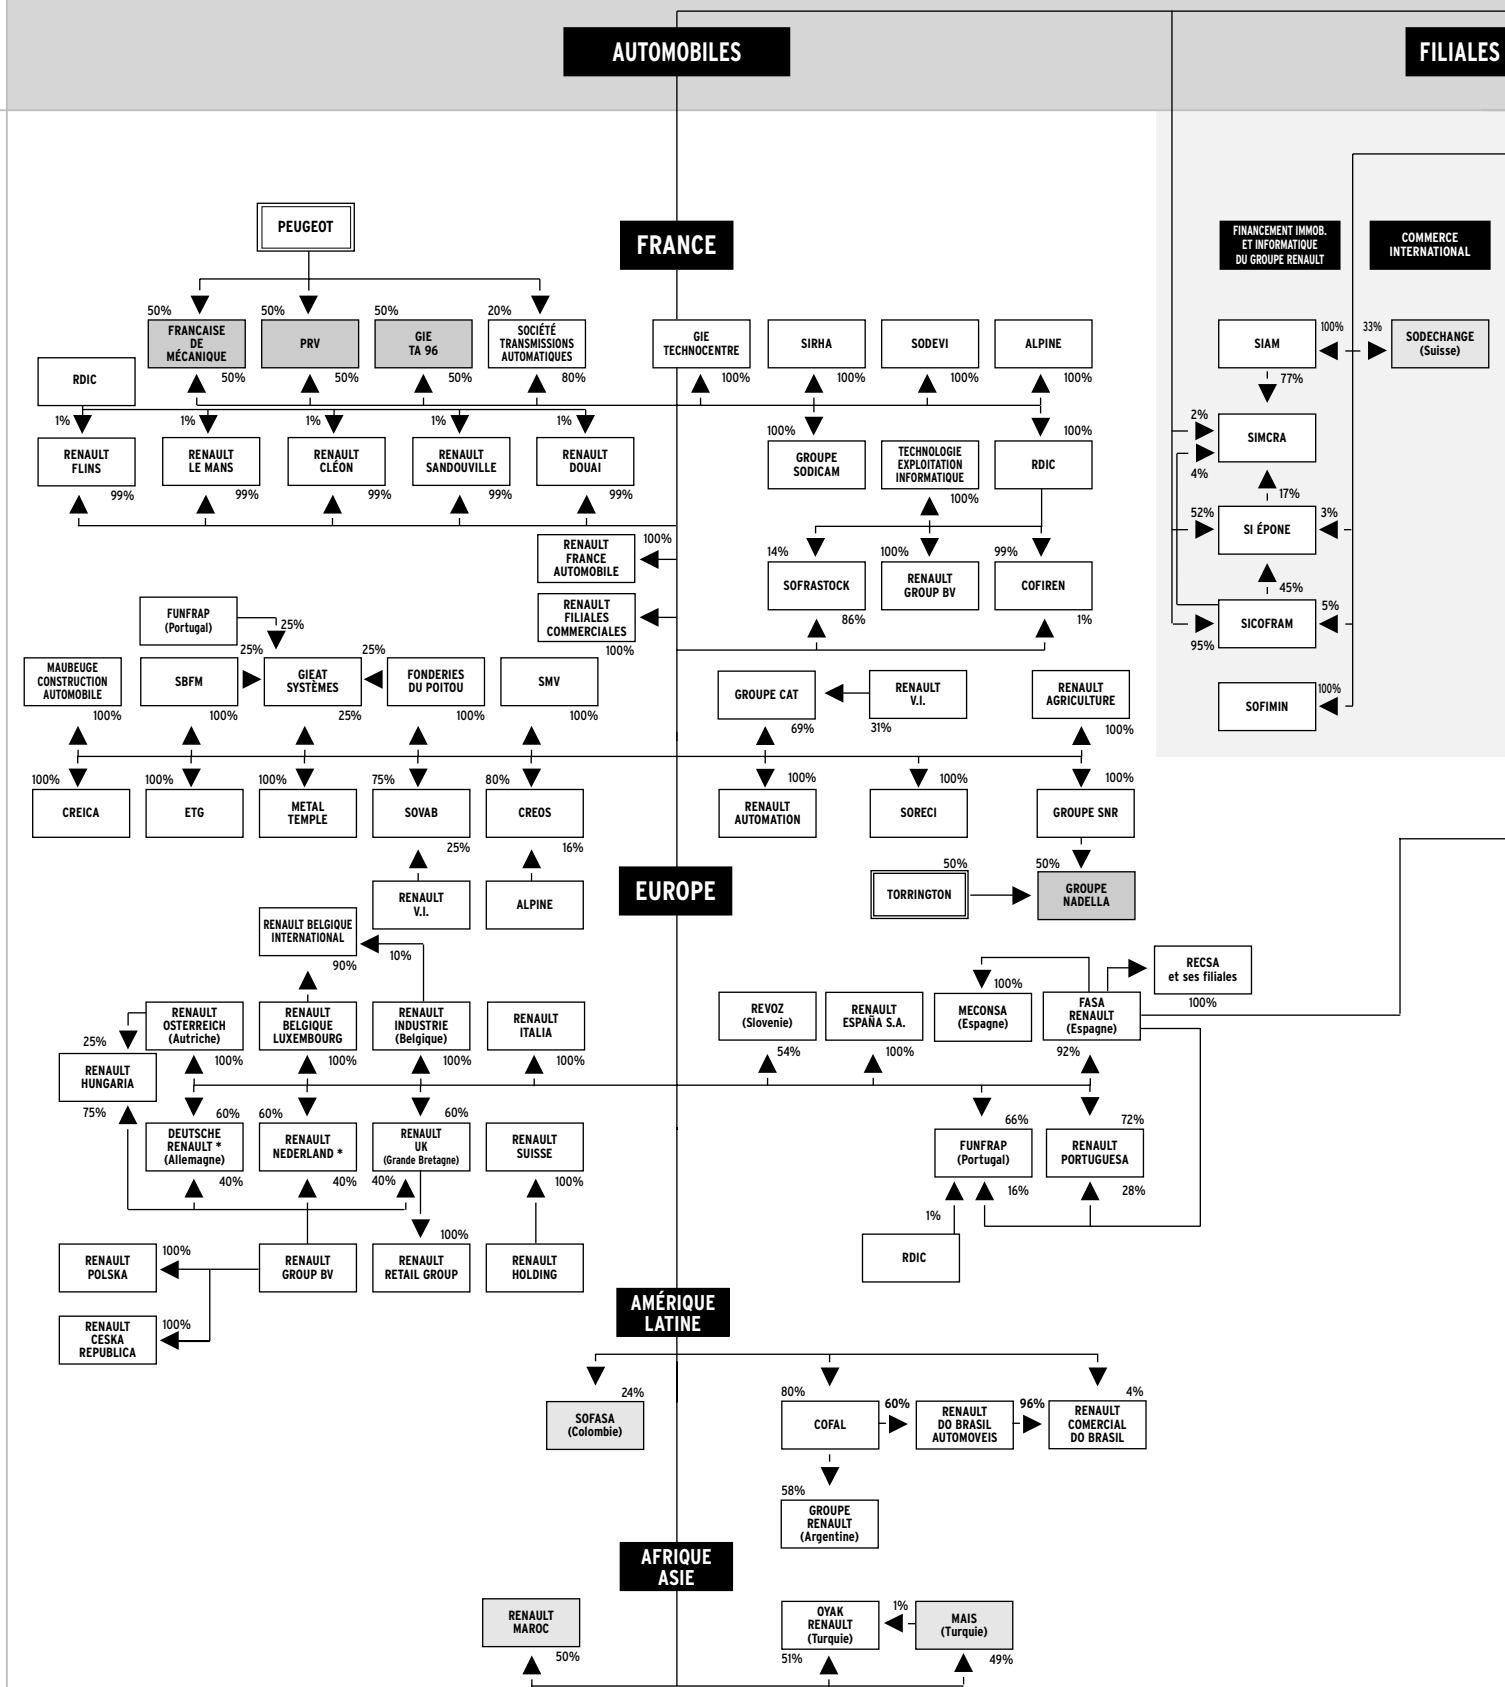 AUTOMOBILES
FILIALES
PEUGEOT
FRANCE
FINANCEMENT IMMOB.
ET INFORMATIQUE
DU GROUPE RENAULT
COMMERCE
INTERNATIONAL
50%
50%
50%
20%
FRANCAISE
DE
MÉCANIQUE
PRV
GIE
TA 96
SOCIÉTÉ
TRANSMISSIONS
AUTOMATIQUES
GIE
TECHNOCENTRE
SIRHA
SODEVI
ALPINE
SIAM
100%
33%
SODECHANGE
(Suisse)
50%
50%
50%
80%
100%
100%
100%
100%
77%
RDIC
1%
1%
1%
1%
1%
100%
100%
2%
RENAULT
FLINS
RENAULT
LE MANS
RENAULT
CLÉON
RENAULT
SANDOUVILLE
RENAULT
DOUAI
GROUPE
SODICAM
TECHNOLOGIE
EXPLOITATION
INFORMATIQUE
RDIC
SIMCRA
4%
99%
99%
99%
99%
99%
100%
17%
52%
SI ÉPONE
3%
RENAULT
FRANCE
AUTOMOBILE
100%
14%
100%
99%
SOFRASTOCK
RENAULT
GROUP BV
COFIREN
45%
RENAULT
FILIALES
COMMERCIALES
100%
86%
1%
5%
SICOFRAM
95%
FUNFRAP
(Portugal)
25%
25%
25%
MAUBEUGE
CONSTRUCTION
AUTOMOBILE
SBFM
GIEAT
SYSTÈMES
FONDERIES
DU POITOU
SMV
GROUPE CAT
RENAULT
V.I.
RENAULT
AGRICULTURE
100%
SOFIMIN
100%
100%
25%
100%
100%
69%
31%
100%
100%
100%
100%
75%
80%
100%
100%
100%
CREICA
ETG
METAL
TEMPLE
SOVAB
CREOS
RENAULT
AUTOMATION
SORECI
GROUPE SNR
25%
16%
EUROPE
50%
50%
RENAULT
V.I.
ALPINE
TORRINGTON
GROUPE
NADELLA
RENAULT BELGIQUE
INTERNATIONAL
10%
90%
RECSA
et ses filiales
100%
RENAULT
OSTERREICH
(Autriche)
RENAULT
BELGIQUE
LUXEMBOURG
RENAULT
INDUSTRIE
(Belgique)
RENAULT
ITALIA
REVOZ
(Slovenie)
RENAULT
ESPAÑA S.A.
100%
MECONSA
(Espagne)
FASA
RENAULT
(Espagne)
25%
100%
100%
100%
100%
54%
100%
92%
RENAULT
HUNGARIA
75%
60%
60%
60%
66%
72%
DEUTSCHE
RENAULT *
(Allemagne)
RENAULT
NEDERLAND *
RENAULT
UK
(Grande Bretagne)
RENAULT
SUISSE
FUNFRAP
(Portugal)
RENAULT
PORTUGUESA
40%
40%
40%
100%
16%
28%
1%
100%
100%
RENAULT
POLSKA
RENAULT
GROUP BV
RENAULT
RETAIL GROUP
RENAULT
HOLDING
RDIC
AMÉRIQUE
LATINE
100%
RENAULT
CESKA
REPUBLICA
24%
80%
60%
96%
4%
SOFASA
(Colombie)
COFAL
RENAULT
DO BRASIL
AUTOMOVEIS
RENAULT
COMERCIAL
DO BRASIL
58%
GROUPE
RENAULT
(Argentine)
AFRIQUE
ASIE
RENAULT
MAROC
OYAK
RENAULT
(Turquie)
1%
MAIS
(Turquie)
50%
51%
49%